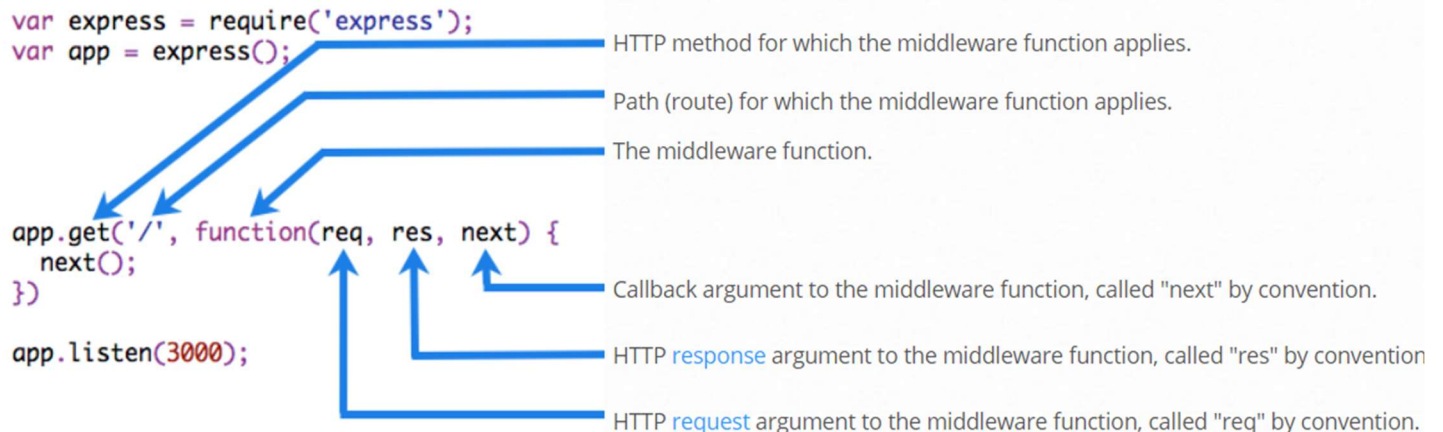 var express = require('express');
var app = express();
HTTP method for which the middleware function applies.
Path (route) for which the middleware function applies.
The middleware function.
app.get('/', function(req, res, next) {
  next();
})
Callback argument to the middleware function, called "next" by convention.
app.listen(3000);
HTTP response argument to the middleware function, called "res" by convention
HTTP request argument to the middleware function, called "req" by convention.